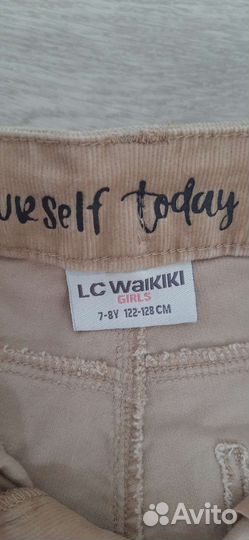 urself today
LC WAIKIKI
GIRLS
7-8Y 122-128 CM
Avito